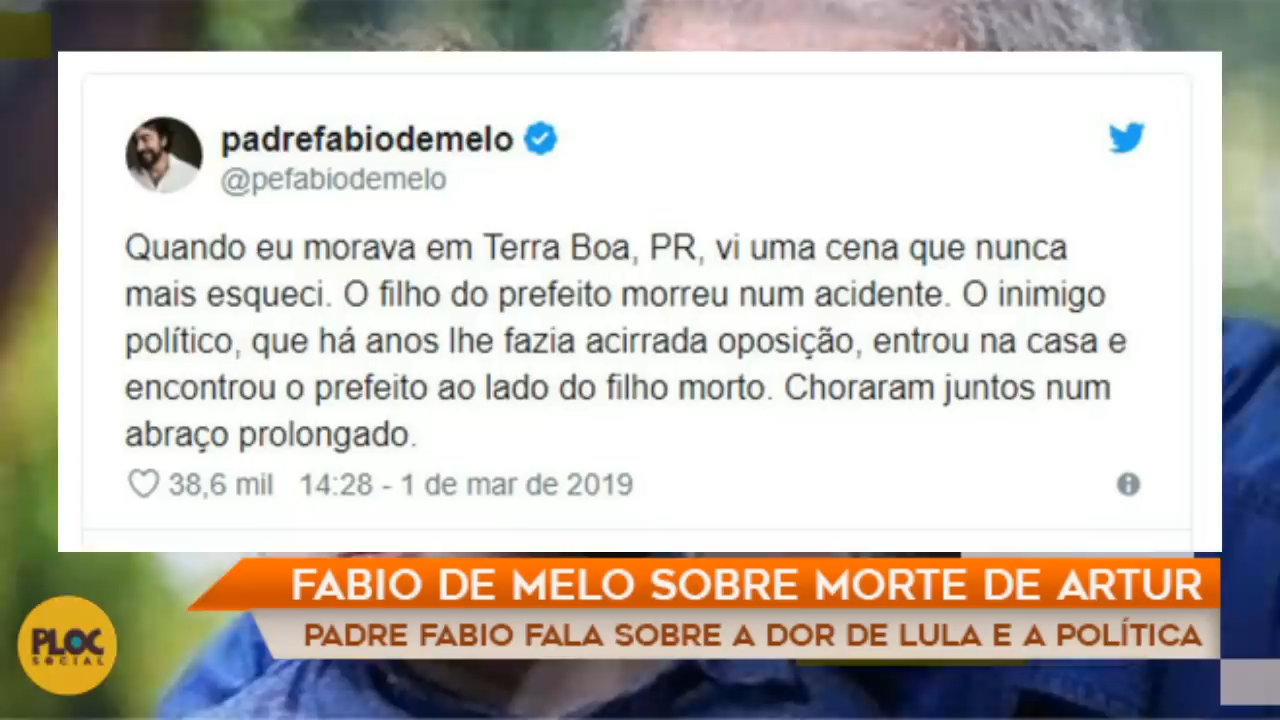 padrefabiodemelo
@pefabiodemelo
Quando eu morava em Terra Boa, PR, vi uma cena que nunca
mais esqueci. O filho do prefeito morreu num acidente. O inimigo
político, que há anos lhe fazia acirrada oposição, entrou na casa e
encontrou o prefeito ao lado do filho morto. Choraram juntos num
abraço prolongado.
38,6 mil 14:28 - 1 de mar de 2019
FABIO DE MELO SOBRE MORTE DE ARTUR
PADRE FABIO FALA SOBRE A DOR DE LULA E A POLÍTICA
PLOC
SOCIAL